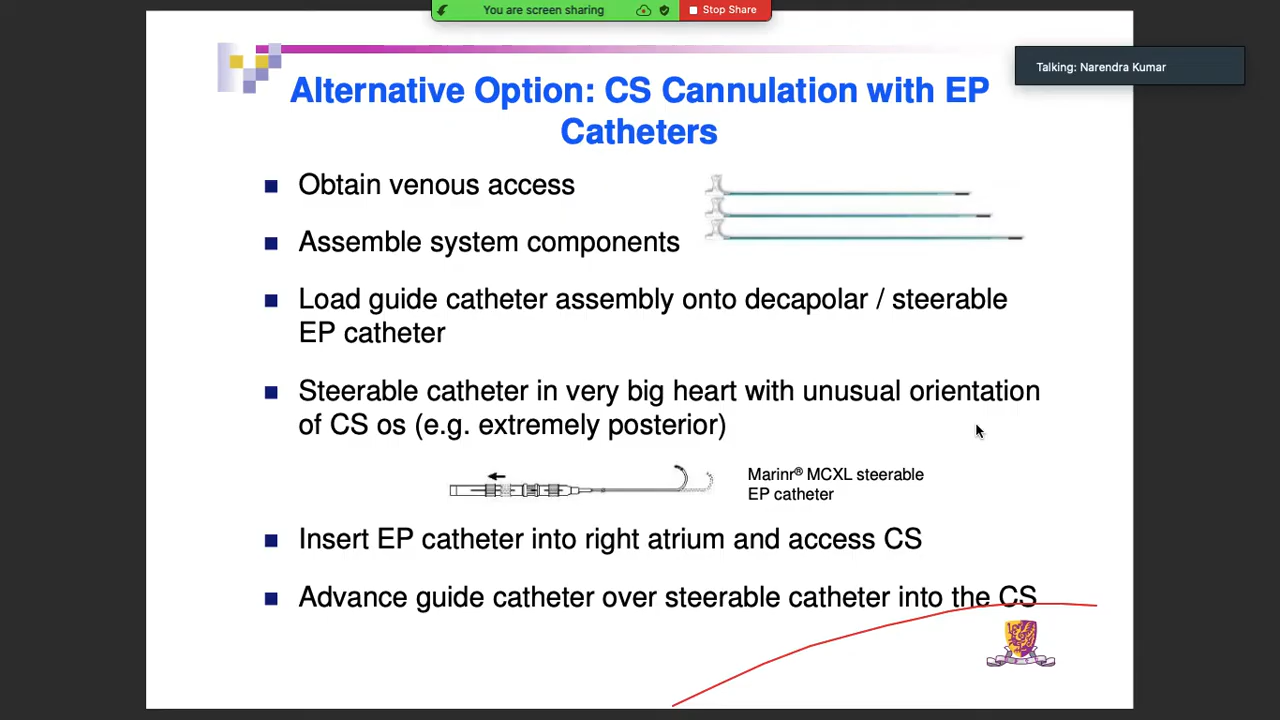 You are screen sharing
Stop Share
Talking: Narendra Kumar
Alternative Option: CS Cannulation with EP
Catheters
Obtain venous access
Assemble system components
Load guide catheter assembly onto decapolar / steerable
EP catheter
Steerable catheter in very big heart with unusual orientation
of CS os (e.g. extremely posterior)
Marinr® MCXL steerable
EP catheter
Insert EP catheter into right atrium and access CS
Advance guide catheter over steerable catheter into the CS